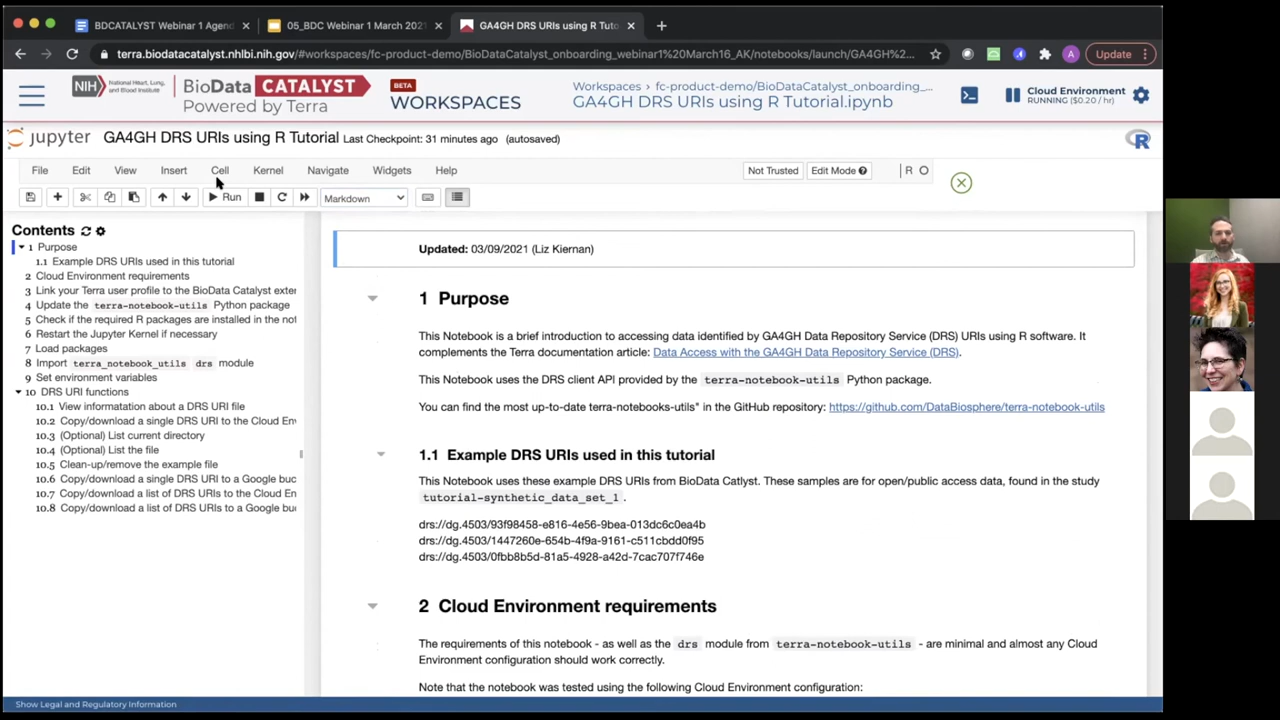 BDCATALYST Webinar 1 Agend
05_BDC Webinar 1 March 2021
GA4GH DRS URIs using R Tuto
terra.biodatacatalyst.nhlbi.nih.gov/#workspaces/fc-product-demo/BioDataCatalyst_onboarding_webinar1%20March16_AK/notebooks/launch/GA4GH%2...
A
Update
NIH
National Heart, Lung,
and Blood Institute
BioData CATALYST
Powered by Terra
BETA
WORKSPACES
Workspaces › fc-product-demo/BioDataCatalyst_onboarding_...
GA4GH DRS URIs using R Tutorial.ipynb
Cloud Environment
RUNNING ($0.20 / hr)
jupyter GA4GH DRS URIs using R Tutorial Last Checkpoint: 31 minutes ago (autosaved)
R
File Edit View Insert Cell Kernel Navigate Widgets Help Not Trusted Edit Mode R
Run Markdown
Contents
1 Purpose
1.1 Example DRS URIs used in this tutorial
2 Cloud Environment requirements
3 Link your Terra user profile to the BioData Catalyst exter
4 Update the terra-notebook-utils Python package
5 Check if the required R packages are installed in the not
6 Restart the Jupyter Kernel if necessary
7 Load packages
8 Import terra_notebook_utils drs module
9 Set environment variables
10 DRS URI functions
10.1 View informatation about a DRS URI file
10.2 Copy/download a single DRS URI to the Cloud En
10.3 (Optional) List current directory
10.4 (Optional) List the file
10.5 Clean-up/remove the example file
10.6 Copy/download a single DRS URI to a Google buc
10.7 Copy/download a list of DRS URIs to the Cloud En
10.8 Copy/download a list of DRS URIs to a Google buc
Updated: 03/09/2021 (Liz Kiernan)
1 Purpose
This Notebook is a brief introduction to accessing data identified by GA4GH Data Repository Service (DRS) URIs using R software. It
complements the Terra documentation article: Data Access with the GA4GH Data Repository Service (DRS).
This Notebook uses the DRS client API provided by the terra-notebook-utils Python package.
You can find the most up-to-date terra-notebooks-utils" in the GitHub repository: https://github.com/DataBiosphere/terra-notebook-utils
1.1 Example DRS URIs used in this tutorial
This Notebook uses these example DRS URIs from BioData Catlyst. These samples are for open/public access data, found in the study
tutorial-synthetic_data_set_1.
drs://dg.4503/93f98458-e816-4e56-9bea-013dc6c0ea4b
drs://dg.4503/1447260e-654b-4f9a-9161-c511cbdd0f95
drs://dg.4503/0fbb8b5d-81a5-4928-a42d-7cac707f746e
2 Cloud Environment requirements
The requirements of this notebook - as well as the drs module from terra-notebook-utils - are minimal and almost any Cloud
Environment configuration should work correctly.
Note that the notebook was tested using the following Cloud Environment configuration:
Show Legal and Regulatory Information